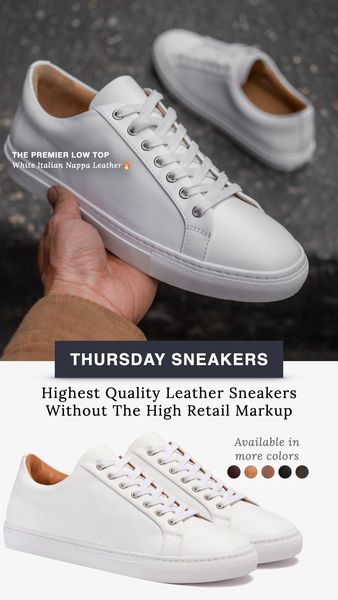 THE PREMIER LOW TOP
White Italian Nappa Leather🔥
THURSDAY SNEAKERS
Highest Quality Leather Sneakers
Without The High Retail Markup
Available in
more colors